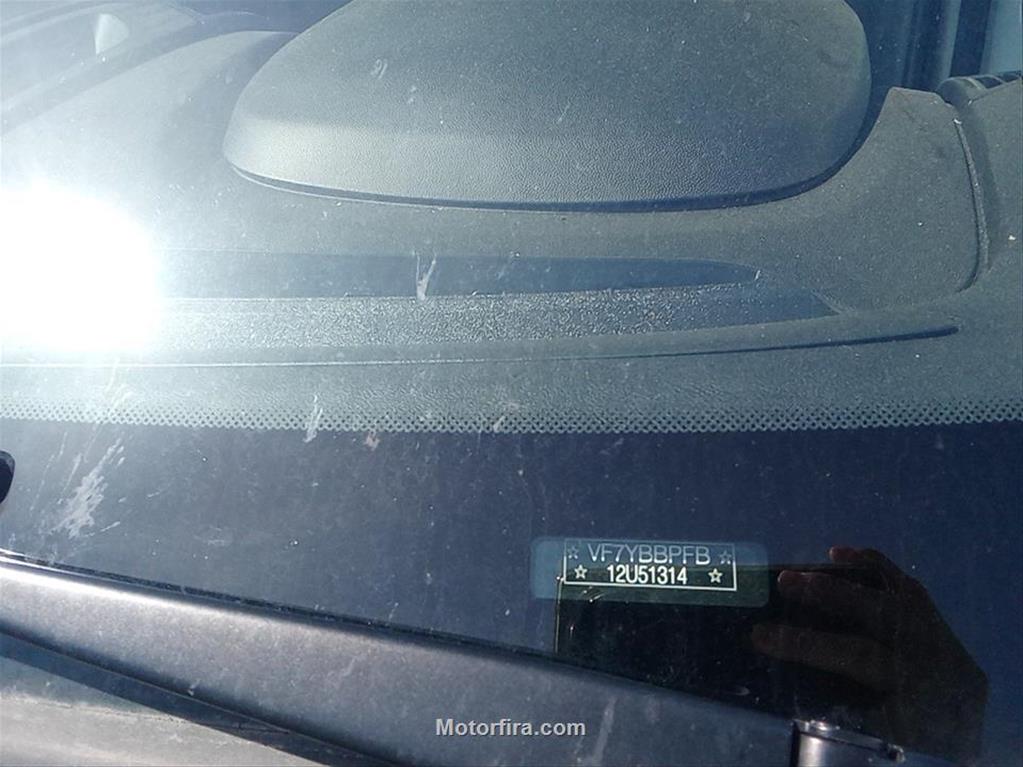 ☆ VF7YBBPFB ☆
☆ 12U51314 ☆
Motorfira.com